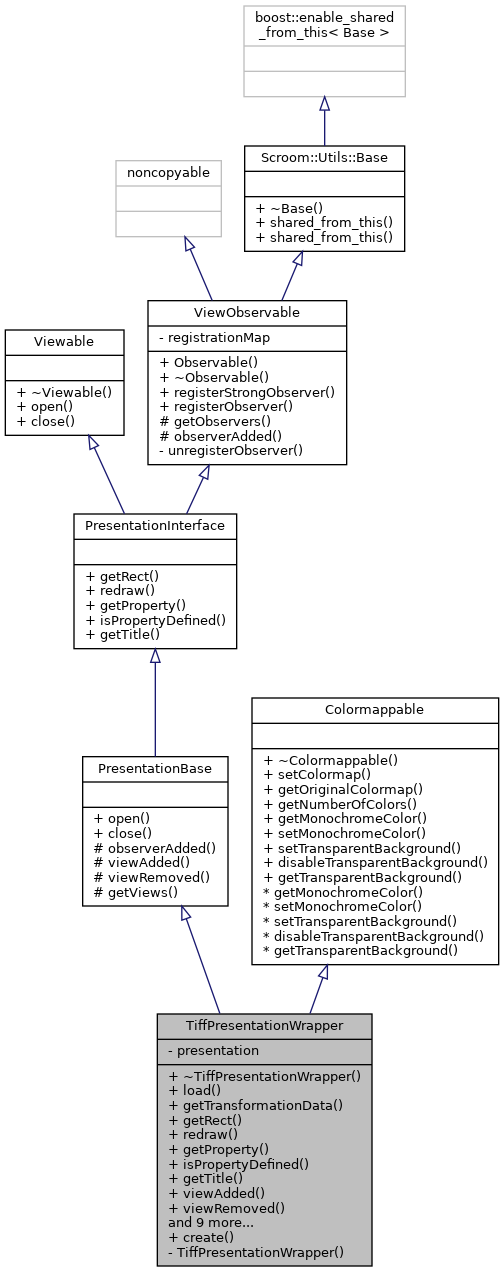 boost::enable_shared
_from_this< Base >
Scroom::Utils::Base
+ ~Base()
+ shared_from_this()
+ shared_from_this()
noncopyable
ViewObservable
- registrationMap
+ Observable()
+ ~Observable()
+ registerStrongObserver()
+ registerObserver()
# getObservers()
# observerAdded()
- unregisterObserver()
Viewable
+ ~Viewable()
+ open()
+ close()
PresentationInterface
+ getRect()
+ redraw()
+ getProperty()
+ isPropertyDefined()
+ getTitle()
PresentationBase
+ open()
+ close()
# observerAdded()
# viewAdded()
# viewRemoved()
# getViews()
Colormappable
+ ~Colormappable()
+ setColormap()
+ getOriginalColormap()
+ getNumberOfColors()
+ getMonochromeColor()
+ setMonochromeColor()
+ setTransparentBackground()
+ disableTransparentBackground()
+ getTransparentBackground()
* getMonochromeColor()
* setMonochromeColor()
* setTransparentBackground()
* disableTransparentBackground()
* getTransparentBackground()
TiffPresentationWrapper
- presentation
+ ~TiffPresentationWrapper()
+ load()
+ getTransformationData()
+ getRect()
+ redraw()
+ getProperty()
+ isPropertyDefined()
+ getTitle()
+ viewAdded()
+ viewRemoved()
and 9 more...
+ create()
- TiffPresentationWrapper()